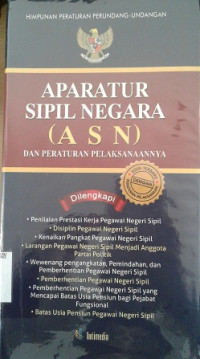 HIMPUNAN PERATURAN PERUNDANG-UNDANGAN
APARATUR
SIPIL NEGARA
(A S N)
DAN PERATURAN PELAKSANAANNYA
Dilengkapi
• Penilaian Prestasi Kerja Pegawai Negeri Sipil
• Disiplin Pegawai Negeri Sipil
• Kenaikan Pangkat Pegawai Negeri Sipil
• Larangan Pegawai Negeri Sipil Menjadi Anggota
Partai Politik
• Wewenang pengangkatan, Pemindahan, dan
Pemberhentian Pegawai Negeri Sipil
• Pemberhentian Pegawai Negeri Sipil
• Pemberhentian Pegawai Negeri Sipil yang
Mencapai Batas Usia Pensiun bagi Pejabat
Fungsional
• Batas Usia Pensiun Pegawai Negeri Sipil